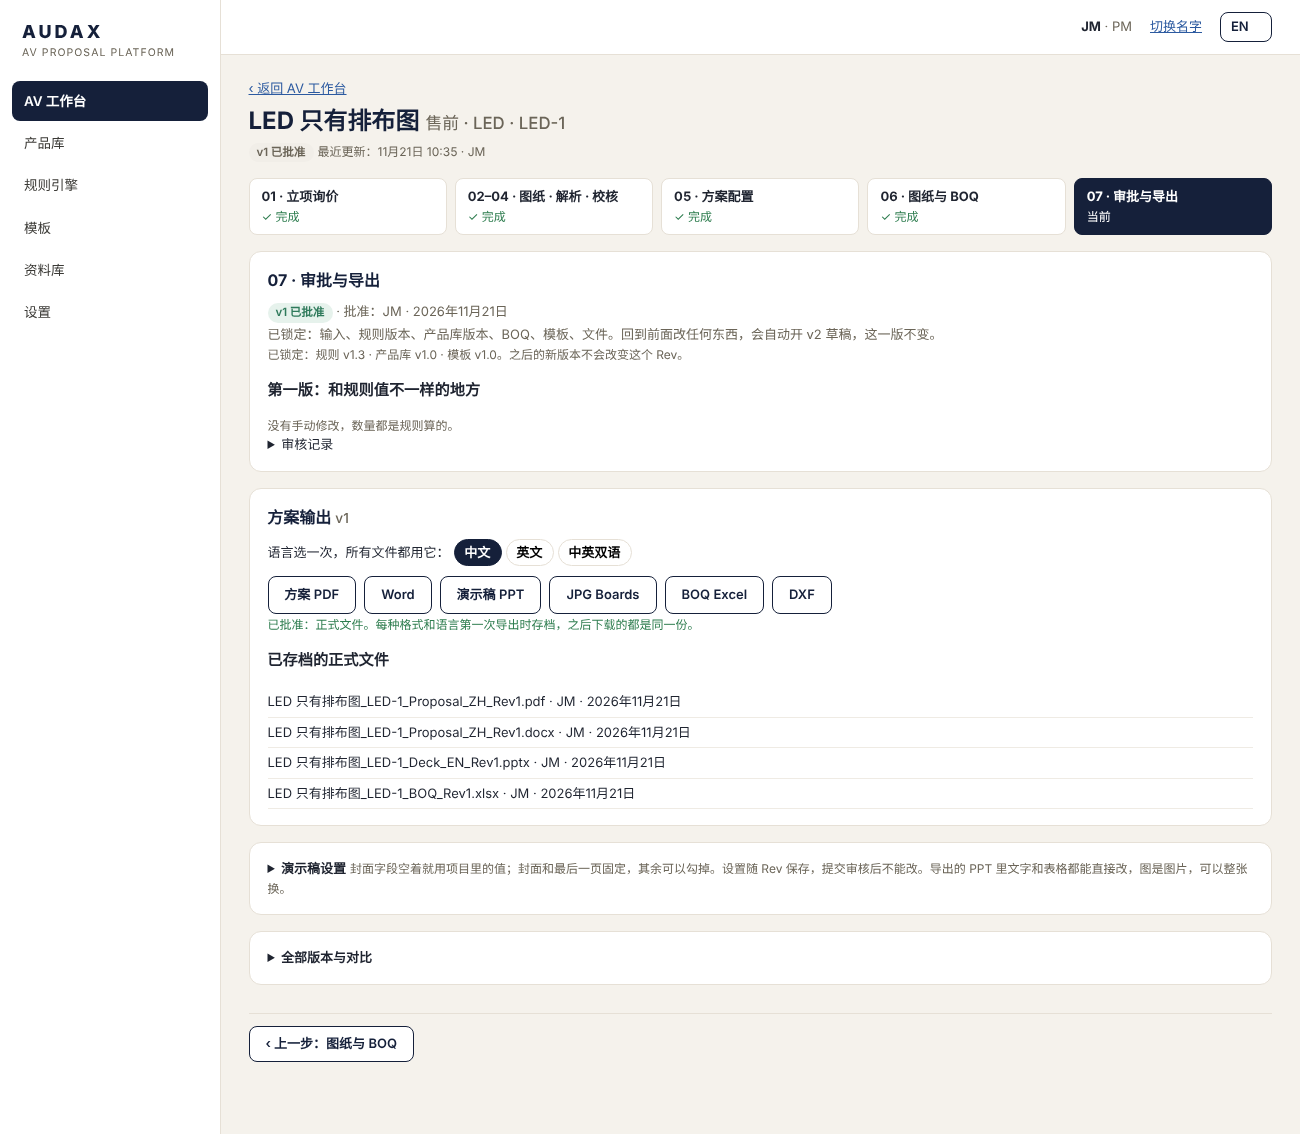 AUDAX
AV PROPOSAL PLATFORM
AV 工作台
产品库
规则引擎
模板
资料库
设置
JM · PM
切换名字
EN
‹ 返回 AV 工作台
LED 只有排布图 售前 · LED · LED-1
v1 已批准 最近更新：11月21日 10:35 · JM
01 · 立项询价
✓ 完成
02–04 · 图纸 · 解析 · 校核
✓ 完成
05 · 方案配置
✓ 完成
06 · 图纸与 BOQ
✓ 完成
07 · 审批与导出
当前
07 · 审批与导出
v1 已批准 · 批准：JM · 2026年11月21日
已锁定：输入、规则版本、产品库版本、BOQ、模板、文件。回到前面改任何东西，会自动开 v2 草稿，这一版不变。
已锁定：规则 v1.3 · 产品库 v1.0 · 模板 v1.0。之后的新版本不会改变这个 Rev。
第一版：和规则值不一样的地方
没有手动修改，数量都是规则算的。
▶ 审核记录
方案输出 v1
语言选一次，所有文件都用它： 中文 英文 中英双语
方案 PDF Word 演示稿 PPT JPG Boards BOQ Excel DXF
已批准：正式文件。每种格式和语言第一次导出时存档，之后下载的都是同一份。
已存档的正式文件
LED 只有排布图_LED-1_Proposal_ZH_Rev1.pdf · JM · 2026年11月21日
LED 只有排布图_LED-1_Proposal_ZH_Rev1.docx · JM · 2026年11月21日
LED 只有排布图_LED-1_Deck_EN_Rev1.pptx · JM · 2026年11月21日
LED 只有排布图_LED-1_BOQ_Rev1.xlsx · JM · 2026年11月21日
▶ 演示稿设置 封面字段空着就用项目里的值；封面和最后一页固定，其余可以勾掉。设置随 Rev 保存，提交审核后不能改。导出的 PPT 里文字和表格都能直接改，图是图片，可以整张
换。
▶ 全部版本与对比
‹ 上一步：图纸与 BOQ